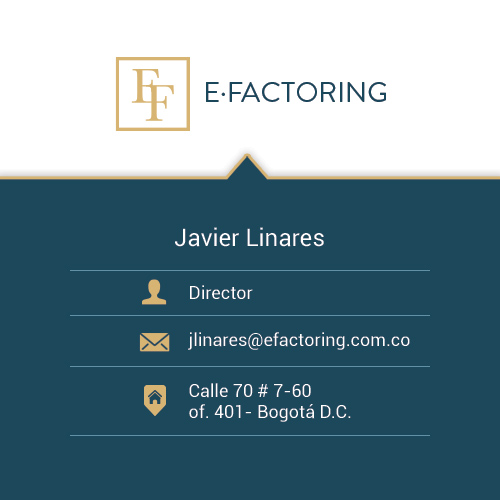 EF
E·FACTORING
Javier Linares
Director
jlinares@efactoring.com.co
Calle 70 # 7-60
of. 401- Bogotá D.C.